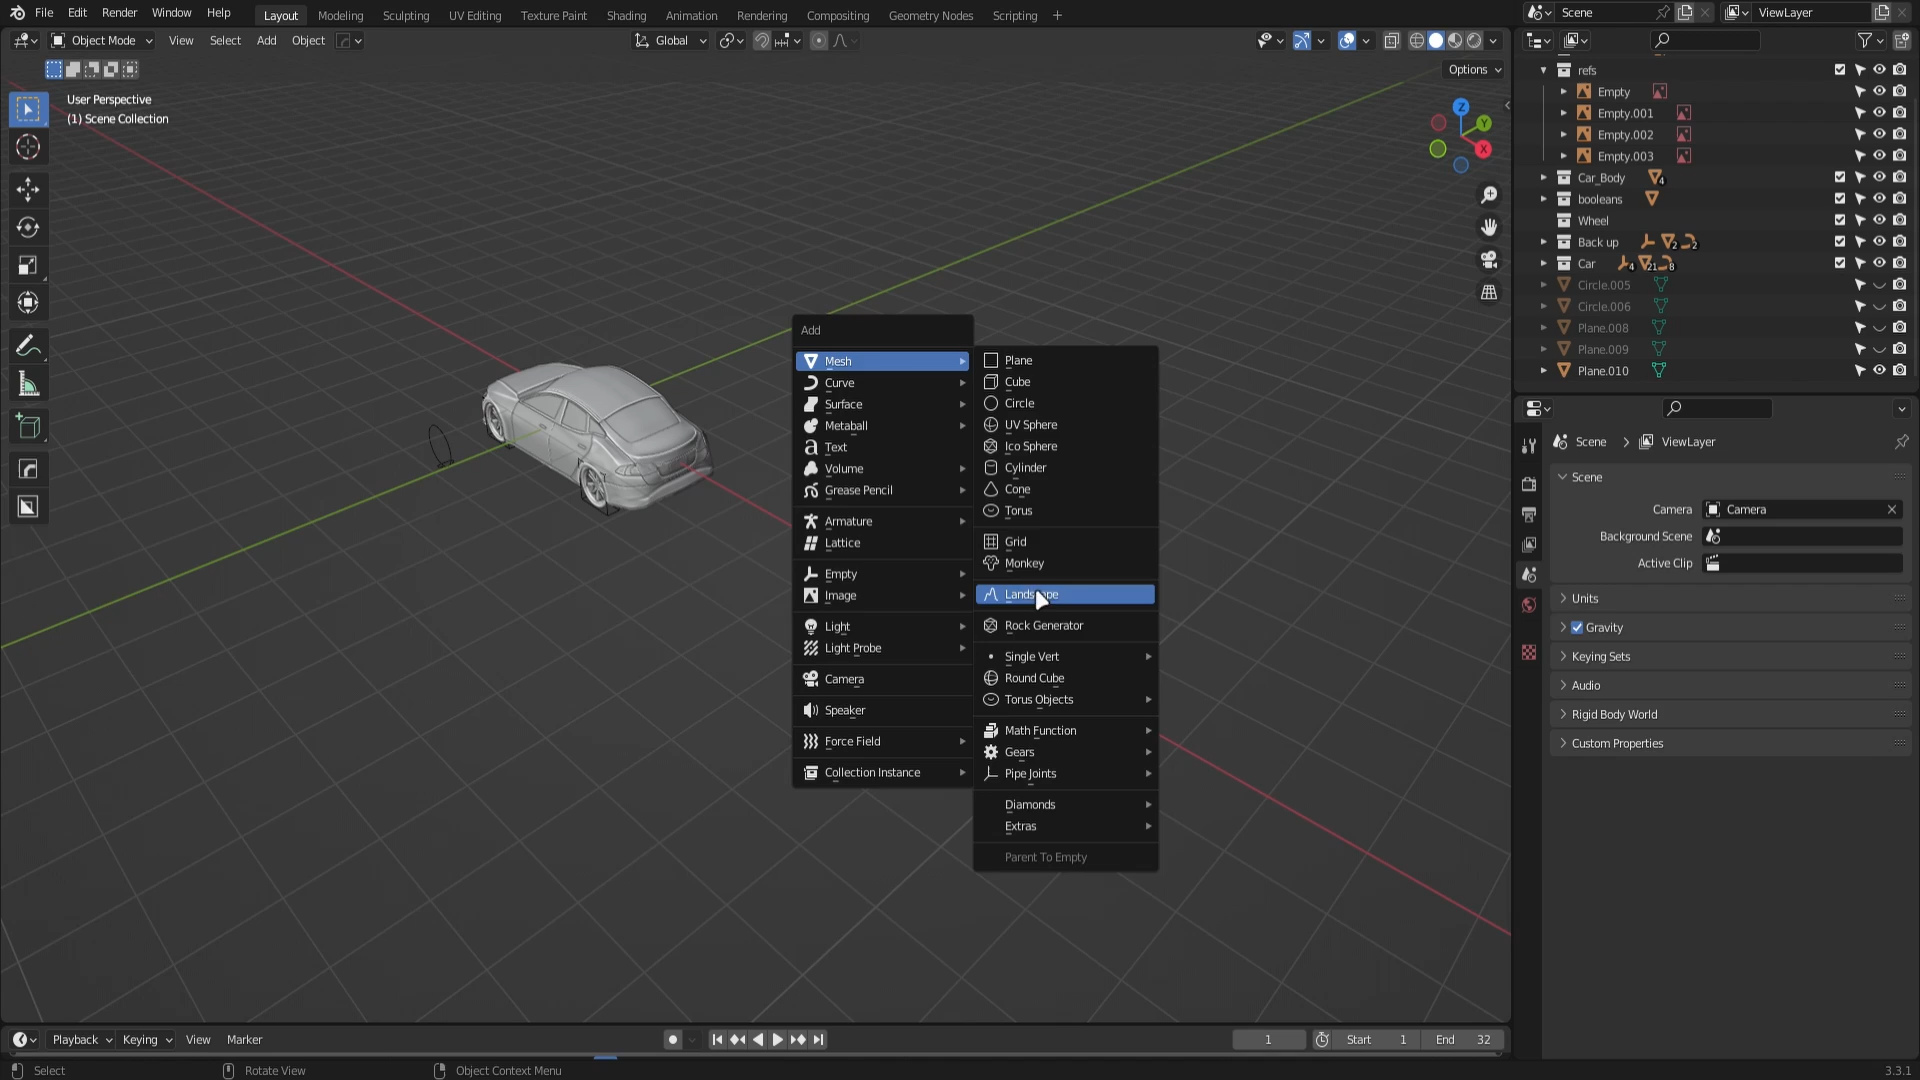 File Edit Render Window Help Layout Modeling Sculpting UV Editing Texture Paint Shading Animation Rendering Compositing Geometry Nodes Scripting +
Scene ViewLayer
Object Mode View Select Add Object Global
Options
User Perspective
(1) Scene Collection
Z
Y
X
Add
Mesh
Curve
Surface
Metaball
Text
Volume
Grease Pencil
Armature
Lattice
Empty
Image
Light
Light Probe
Camera
Speaker
Force Field
Collection Instance
Plane
Cube
Circle
UV Sphere
Ico Sphere
Cylinder
Cone
Torus
Grid
Monkey
Landscape
Rock Generator
Single Vert
Round Cube
Torus Objects
Math Function
Gears
Pipe Joints
Diamonds
Extras
Parent To Empty
refs
Empty
Empty.001
Empty.002
Empty.003
Car_Body 4
booleans
Wheel
Back up 2 2
Car 4 21 8
Circle.005
Circle.006
Plane.008
Plane.009
Plane.010
Scene > ViewLayer
Scene
Camera Camera
Background Scene
Active Clip
Units
Gravity
Keying Sets
Audio
Rigid Body World
Custom Properties
Playback Keying View Marker 1 Start 1 End 32
Select Rotate View Object Context Menu 3.3.1